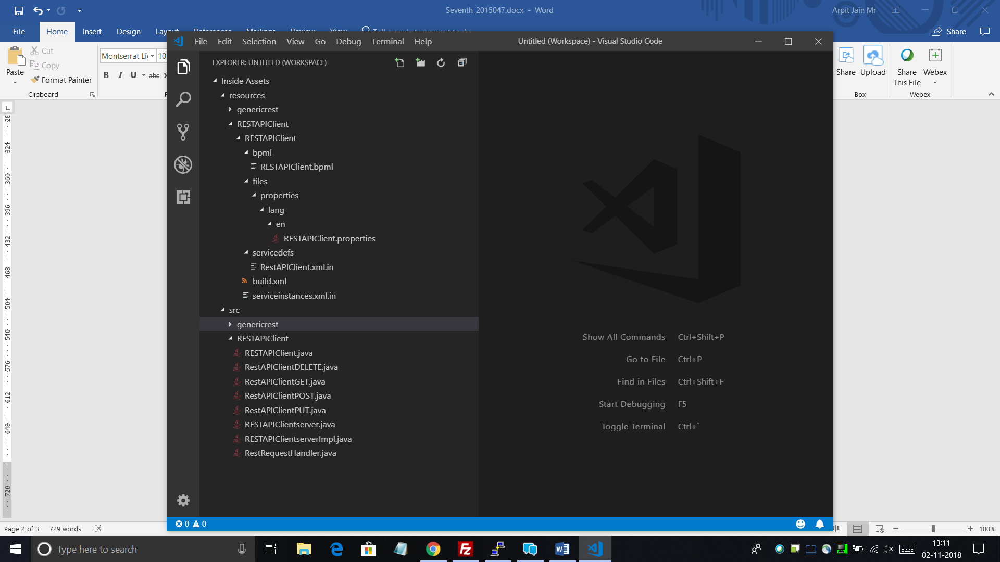 Seventh_2015047.docx - Word
Arpit Jain Mr
File
Home
Insert
Design
Share
Cut
Copy
Paste
Format Painter
Clipboard
Montserrat Li
10
B I U abc
Share
Upload
Share
This File
Webex
Box
Webex
File Edit Selection View Go Debug Terminal Help
Untitled (Workspace) - Visual Studio Code
EXPLORER: UNTITLED (WORKSPACE)
Inside Assets
resources
genericrest
RESTAPIClient
RESTAPIClient
bpml
RESTAPIClient.bpml
files
properties
lang
en
RESTAPIClient.properties
servicedefs
RestAPIClient.xml.in
build.xml
serviceinstances.xml.in
src
genericrest
RESTAPIClient
RESTAPIClient.java
RestAPIClientDELETE.java
RestAPIClientGET.java
RestAPIClientPOST.java
RestAPIClientPUT.java
RESTAPIClientserver.java
RESTAPIClientserverImpl.java
RestRequestHandler.java
Show All Commands Ctrl+Shift+P
Go to File Ctrl+P
Find in Files Ctrl+Shift+F
Start Debugging F5
Toggle Terminal Ctrl+`
L
28
324
360
396
432
468
504
540
576
612
648
720
0 0
Page 2 of 3
729 words
100%
Type here to search
13:11
02-11-2018